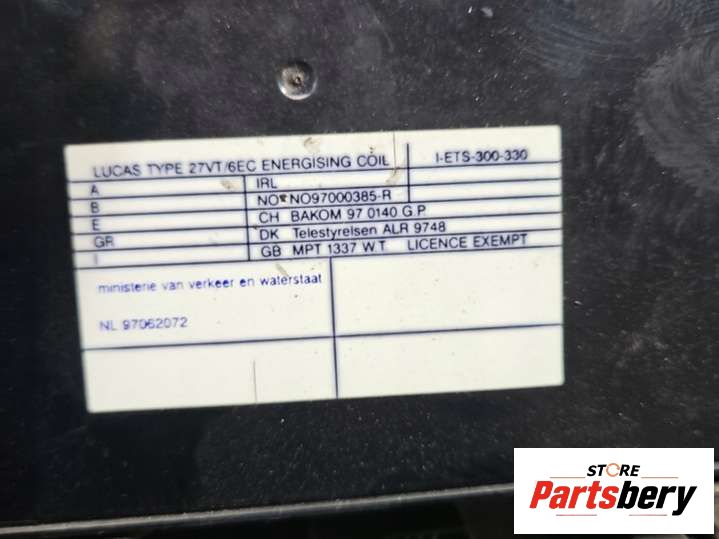 LUCAS TYPE 27VT/6EC ENERGISING COIL I-ETS-300-330
A IRL
B NO NO97000385-R
E CH BAKOM 97 0140 G.P
GR DK Telestyrelsen ALR 9748
I GB MPT 1337 W.T LICENCE EXEMPT
ministerie van verkeer en waterstaat
NL 97062072
STORE
Partsbery